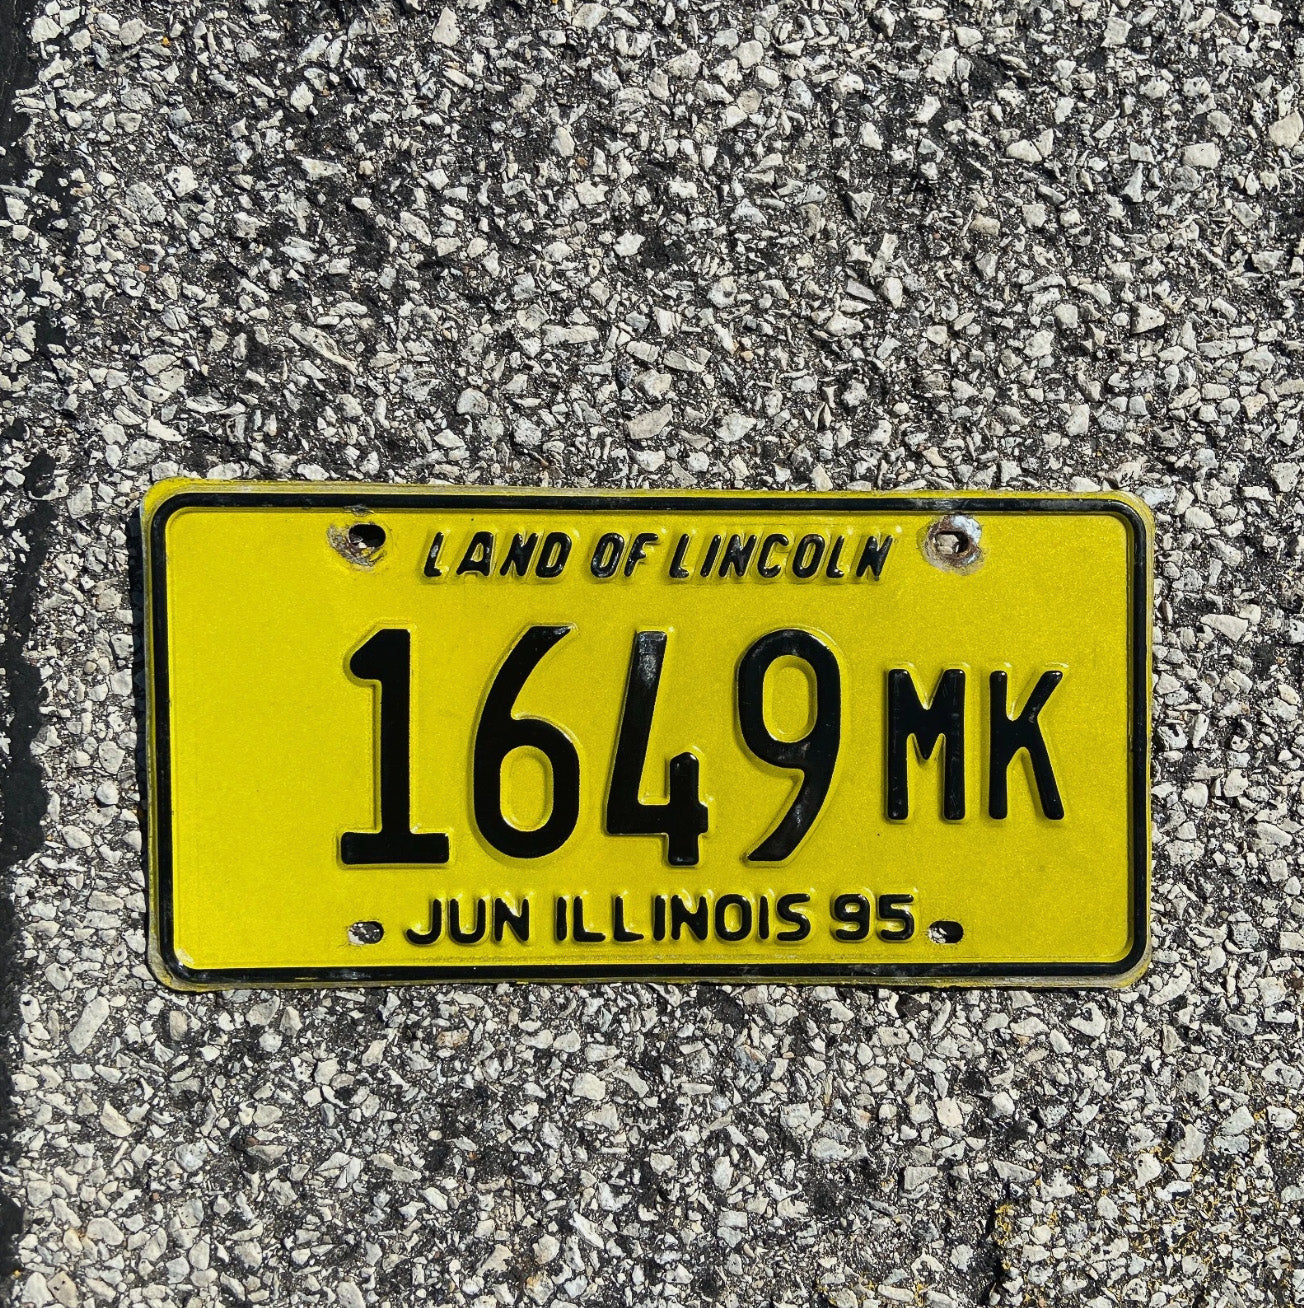 LAND OF LINCOLN
1649 MK
JUN ILLINOIS 95